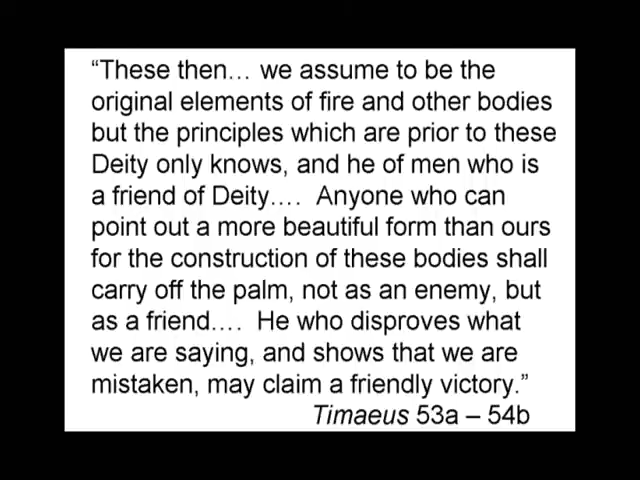 “These then… we assume to be the
original elements of fire and other bodies
but the principles which are prior to these
Deity only knows, and he of men who is
a friend of Deity….  Anyone who can
point out a more beautiful form than ours
for the construction of these bodies shall
carry off the palm, not as an enemy, but
as a friend….  He who disproves what
we are saying, and shows that we are
mistaken, may claim a friendly victory.”
Timaeus 53a – 54b